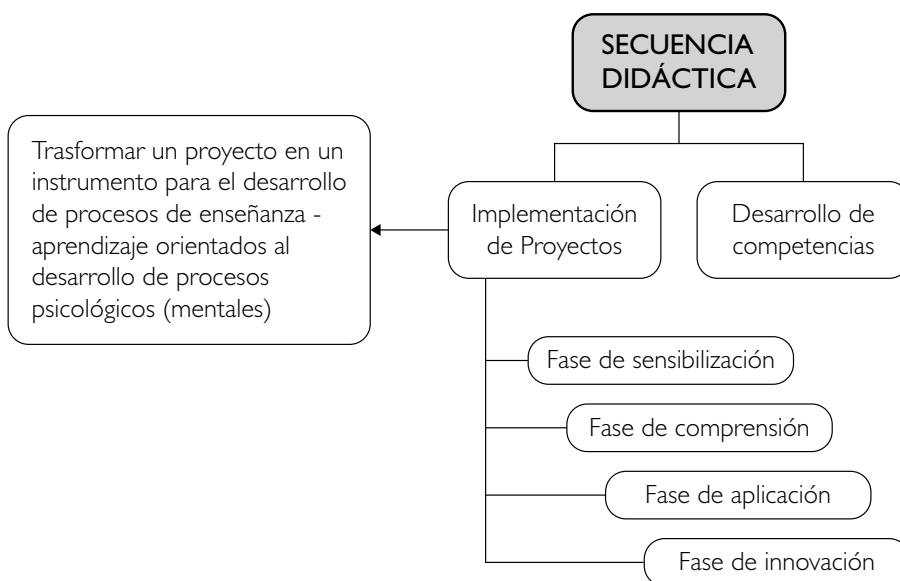 SECUENCIA
DIDÁCTICA
Trasformar un proyecto en un
instrumento para el desarrollo
de procesos de enseñanza -
aprendizaje orientados al
desarrollo de procesos
psicológicos (mentales)
Implementación
de Proyectos
Desarrollo de
competencias
Fase de sensibilización
Fase de comprensión
Fase de aplicación
Fase de innovación